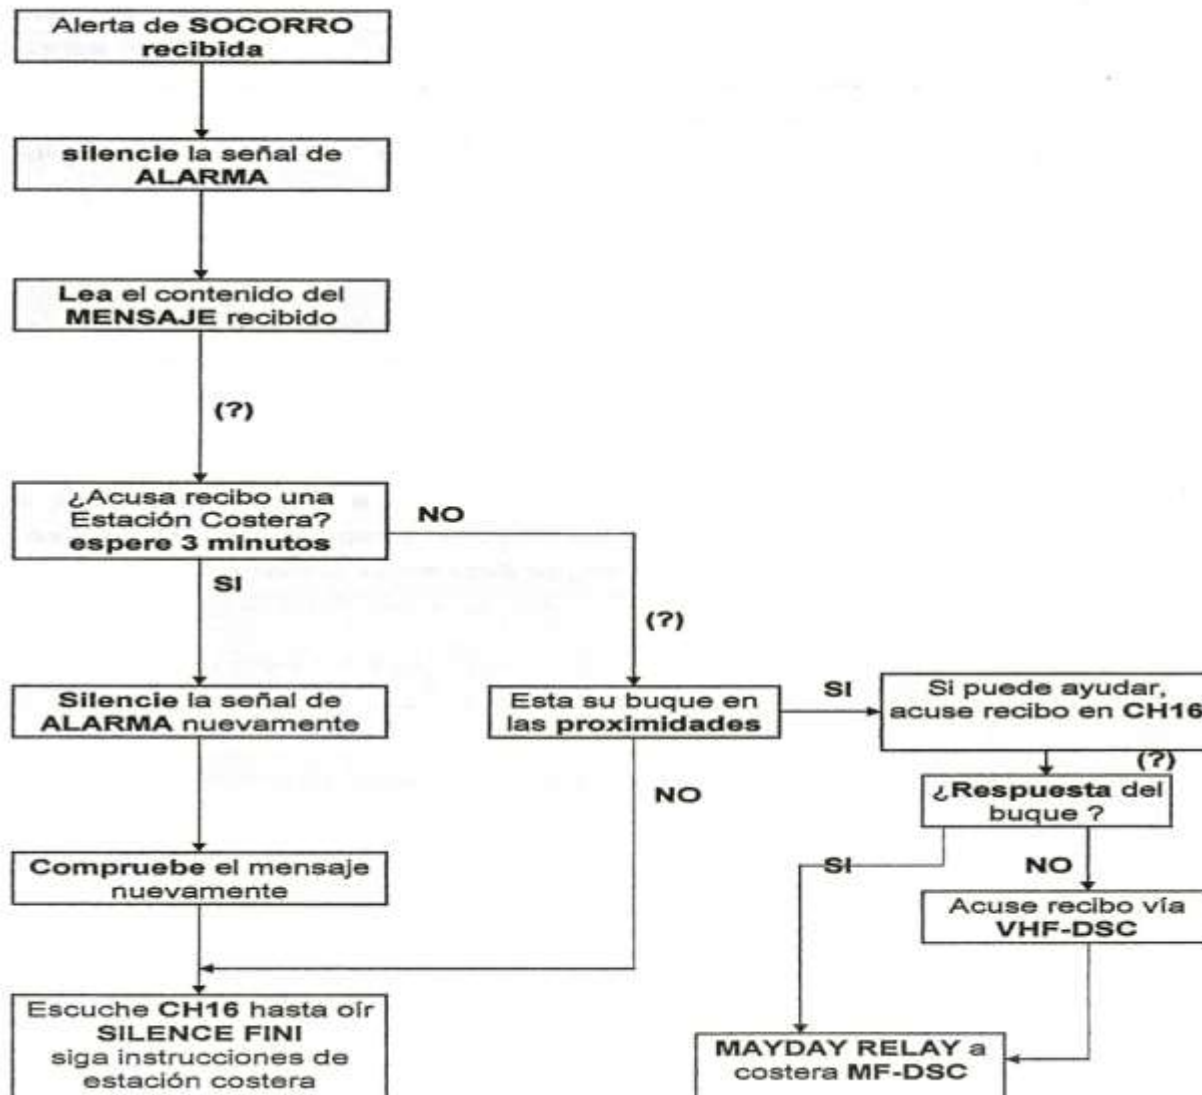 Alerta de SOCORRO
recibida
silencie la señal de
ALARMA
Lea el contenido del
MENSAJE recibido
(?)
¿Acusa recibo una
Estación Costera?
espere 3 minutos
NO
SI
(?)
Silencie la señal de
ALARMA nuevamente
Esta su buque en
las proximidades
SI
Si puede ayudar,
acuse recibo en CH16
(?)
NO
¿Respuesta del
buque ?
Compruebe el mensaje
nuevamente
SI
NO
Acuse recibo vía
VHF-DSC
Escuche CH16 hasta oír
SILENCE FINI
siga instrucciones de
estación costera
MAYDAY RELAY a
costera MF-DSC